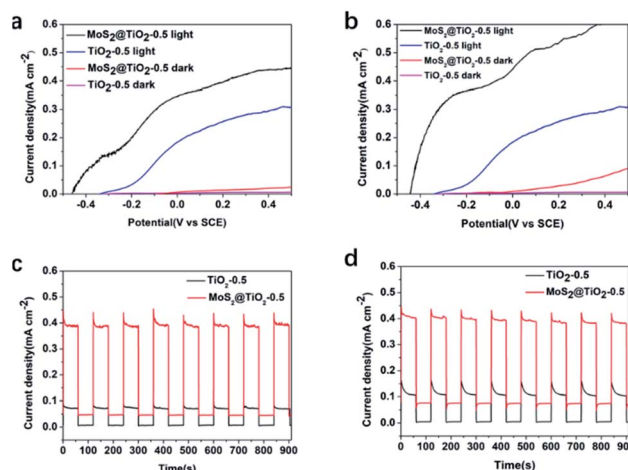 a
MoS2@TiO2-0.5 light
TiO2-0.5 light
MoS2@TiO2-0.5 dark
TiO2-0.5 dark
Current density(mA cm-2)
0.6
0.5
0.4
0.3
0.2
0.1
0.0
-0.4 -0.2 0.0 0.2 0.4
Potential(V vs SCE)
b
MoS2@TiO2-0.5 light
TiO2-0.5 light
MoS2@TiO2-0.5 dark
TiO2-0.5 dark
Current density(mA cm-2)
0.6
0.5
0.4
0.3
0.2
0.1
0.0
-0.4 -0.2 0.0 0.2 0.4
Potential(V vs SCE)
c
TiO2-0.5
MoS2@TiO2-0.5
Current density(mA cm-2)
0.6
0.5
0.4
0.3
0.2
0.1
0.0
0 100 200 300 400 500 600 700 800 900
Time(s)
d
TiO2-0.5
MoS2@TiO2-0.5
Current density(mA cm-2)
0.6
0.5
0.4
0.3
0.2
0.1
0.0
0 100 200 300 400 500 600 700 800 900
Time(s)